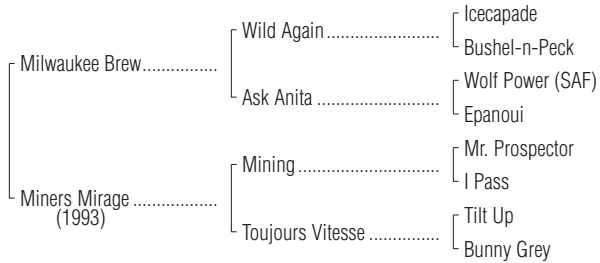 Icecapade
Wild Again
Bushel-n-Peck
Milwaukee Brew
Wolf Power (SAF)
Ask Anita
Epanoui
Mr. Prospector
Mining
I Pass
Miners Mirage
(1993)
Tilt Up
Toujours Vitesse
Bunny Grey